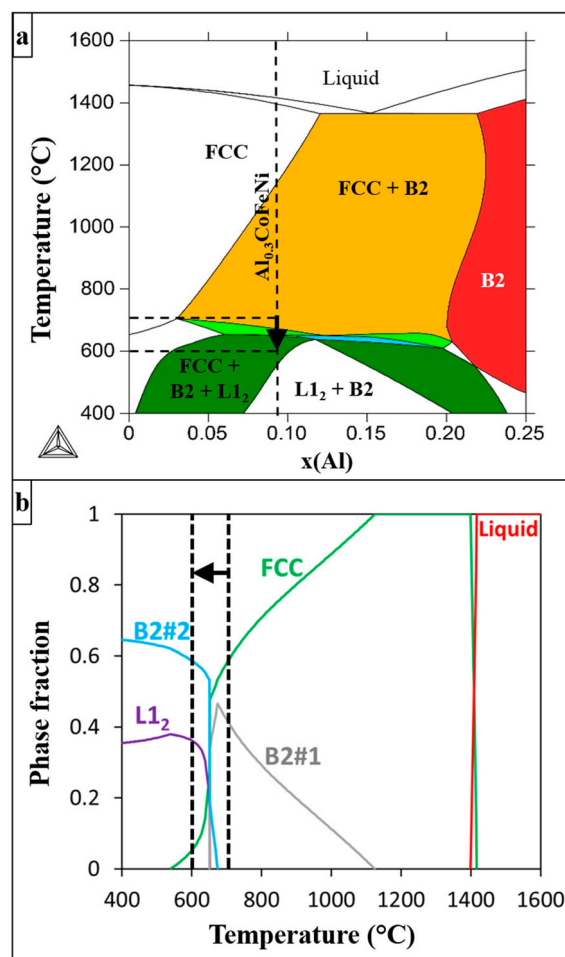 a
1600
1400
1200
1000
800
600
400
Temperature (°C)
Liquid
FCC
Al₀.₃CoFeNi
FCC + B2
B2
FCC +
B2 + L1₂
L1₂ + B2
0
0.05
0.10
0.15
0.20
0.25
x(Al)
b
1
0.8
0.6
0.4
0.2
0
Phase fraction
FCC
Liquid
B2#2
L1₂
B2#1
400
600
800
1000
1200
1400
1600
Temperature (°C)